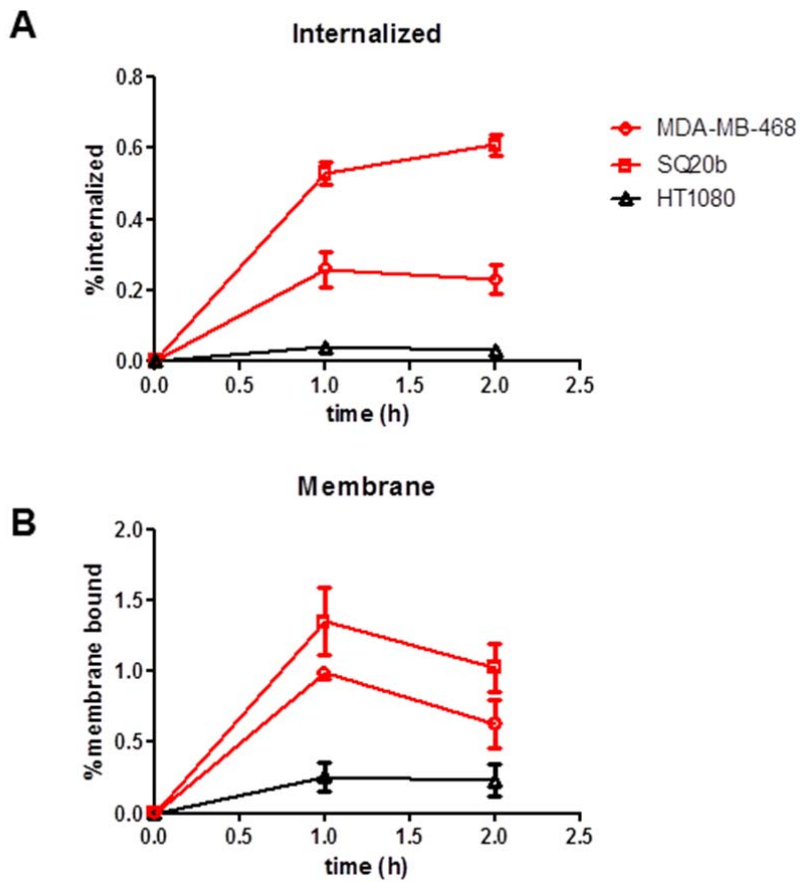 A
Internalized
0.8
0.6
0.4
0.2
0.0
%internalized
0.0 0.5 1.0 1.5 2.0 2.5
time (h)
MDA-MB-468
SQ20b
HT1080
B
Membrane
2.0
1.5
1.0
0.5
0.0
%membrane bound
0.0 0.5 1.0 1.5 2.0 2.5
time (h)